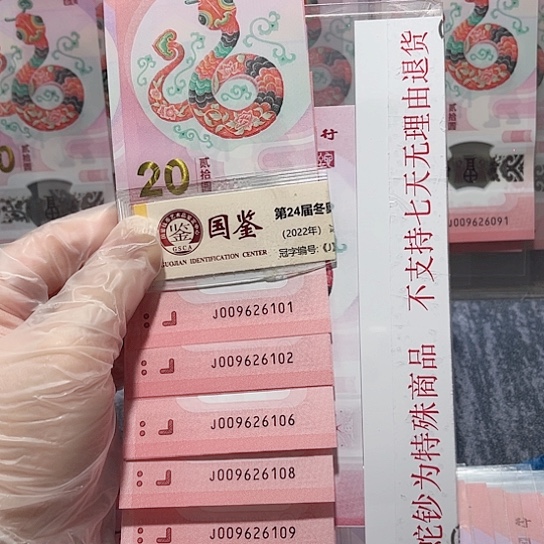 20
贰拾圆
行
国鉴
GSCA
GUOJIAN IDENTIFICATION CENTER
第24届冬
(2022年)
冠字编号:
J009626101
J009626102
J009626106
J009626108
J009626109
J009626091
蛇钞为特殊商品 不支持七天无理由退货